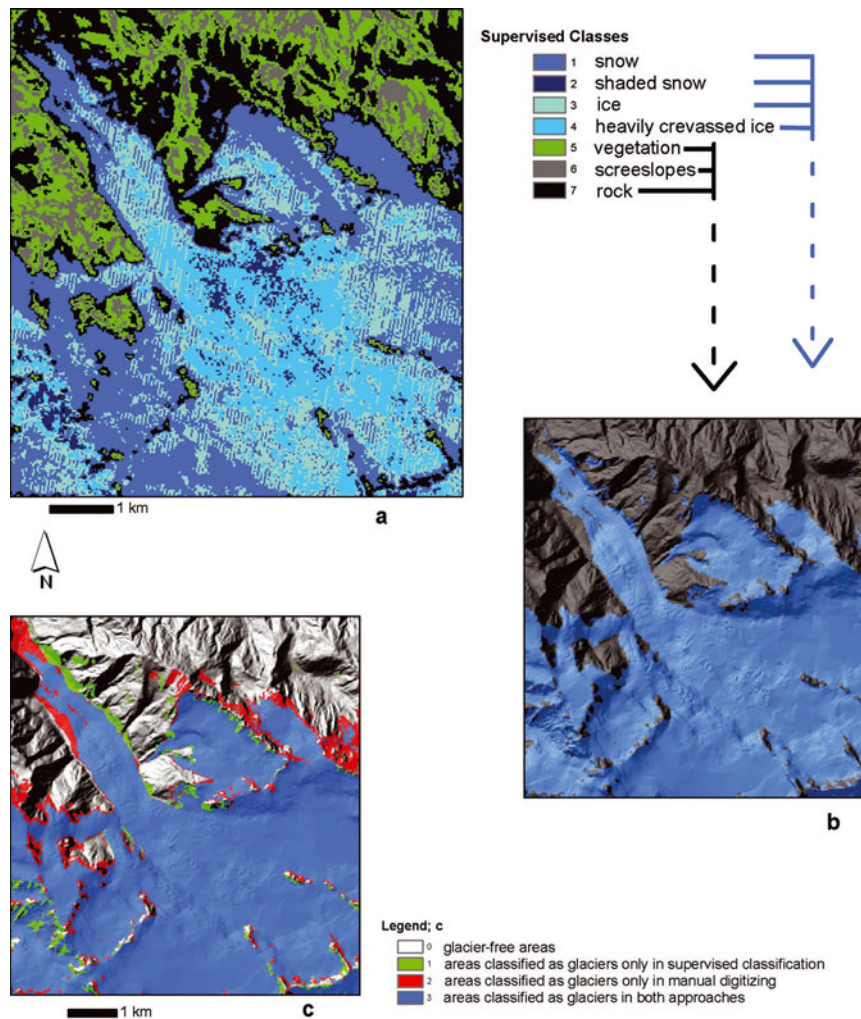 Supervised Classes
1 snow
2 shaded snow
3 ice
4 heavily crevassed ice
5 vegetation
6 screeslopes
7 rock
1 km
a
N
b
Legend; c
0 glacier-free areas
1 areas classified as glaciers only in supervised classification
2 areas classified as glaciers only in manual digitizing
3 areas classified as glaciers in both approaches
1 km
c